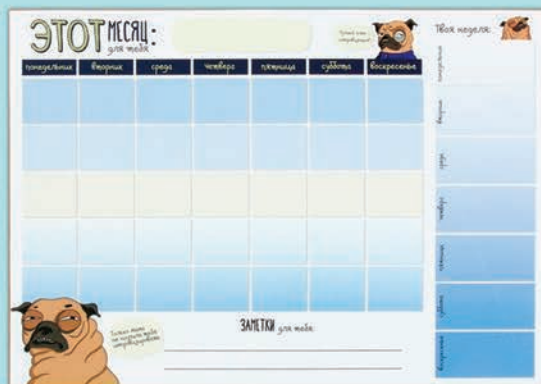 ЭТОТ МЕСЯЦ:
для тебя
понедельник вторник среда четверг пятница суббота воскресенье
ЗАМЕТКИ для тебя:
Твоя неделя:
понедельник
вторник
среда
четверг
пятница
суббота
воскресенье